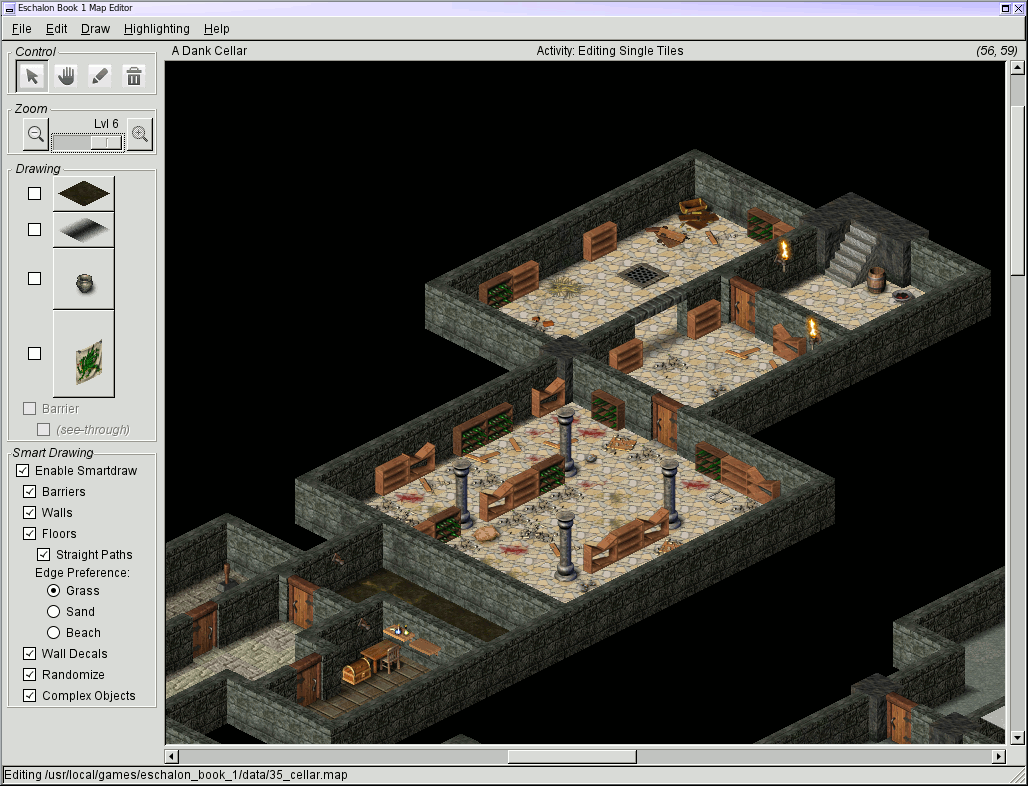 Eschalon Book 1 Map Editor
File Edit Draw Highlighting Help
Control
A Dank Cellar
Activity: Editing Single Tiles
(56, 59)
Zoom
Lvl 6
Drawing
Barrier
(see-through)
Smart Drawing
Enable Smartdraw
Barriers
Walls
Floors
Straight Paths
Edge Preference:
Grass
Sand
Beach
Wall Decals
Randomize
Complex Objects
Editing /usr/local/games/eschalon_book_1/data/35_cellar.map